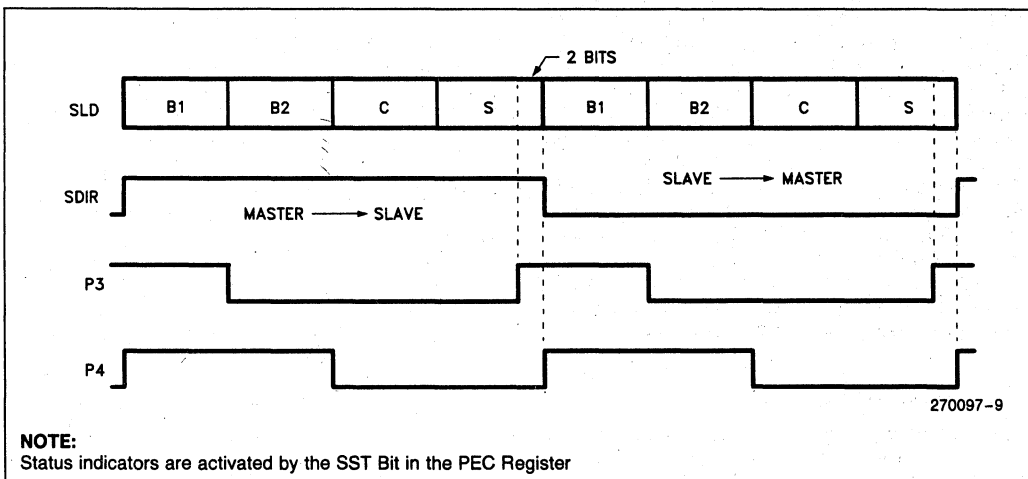 2 BITS
SLD B1 B2 C S B1 B2 C S
SDIR MASTER → SLAVE SLAVE → MASTER
P3
P4
270097-9
NOTE:
Status indicators are activated by the SST Bit in the PEC Register